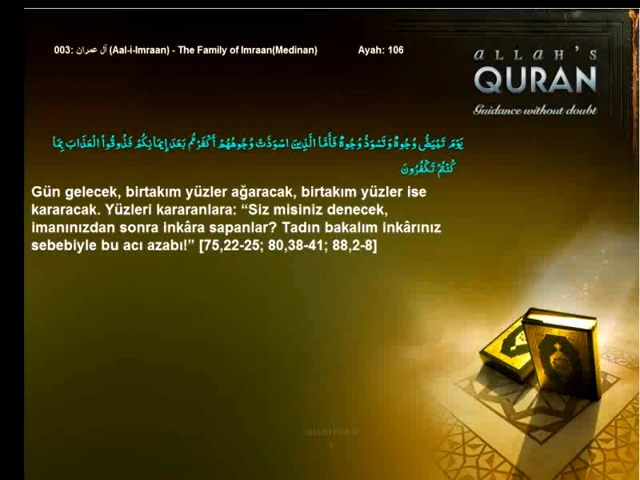 003: آل عمران (Aal-i-Imraan) - The Family of Imraan(Medinan) Ayah: 106
ALLAH'S
QURAN
Guidance without doubt
يَوْمَ تَبْيَضُّ وُجُوهٌ وَتَسْوَدُّ وُجُوهٌ فَأَمَّا الَّذِينَ اسْوَدَّتْ وُجُوهُهُمْ أَكَفَرْتُم بَعْدَ إِيمَانِكُمْ فَذُوقُوا الْعَذَابَ بِمَا
كُنتُمْ تَكْفُرُونَ
Gün gelecek, birtakım yüzler ağaracak, birtakım yüzler ise
kararacak. Yüzleri kararanlara: “Siz misiniz denecek,
imanınızdan sonra inkâra sapanlar? Tadın bakalım inkârınız
sebebiyle bu acı azabı!” [75,22-25; 80,38-41; 88,2-8]